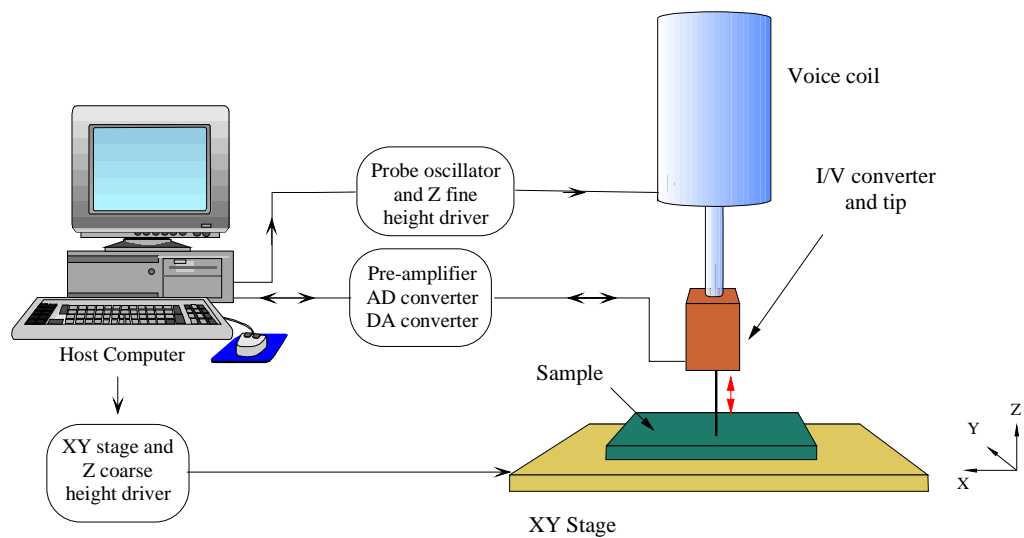 Voice coil
Probe oscillator
and Z fine
height driver
I/V converter
and tip
Pre-amplifier
AD converter
DA converter
Host Computer
Sample
XY stage and
Z coarse
height driver
XY Stage
Z
Y
X